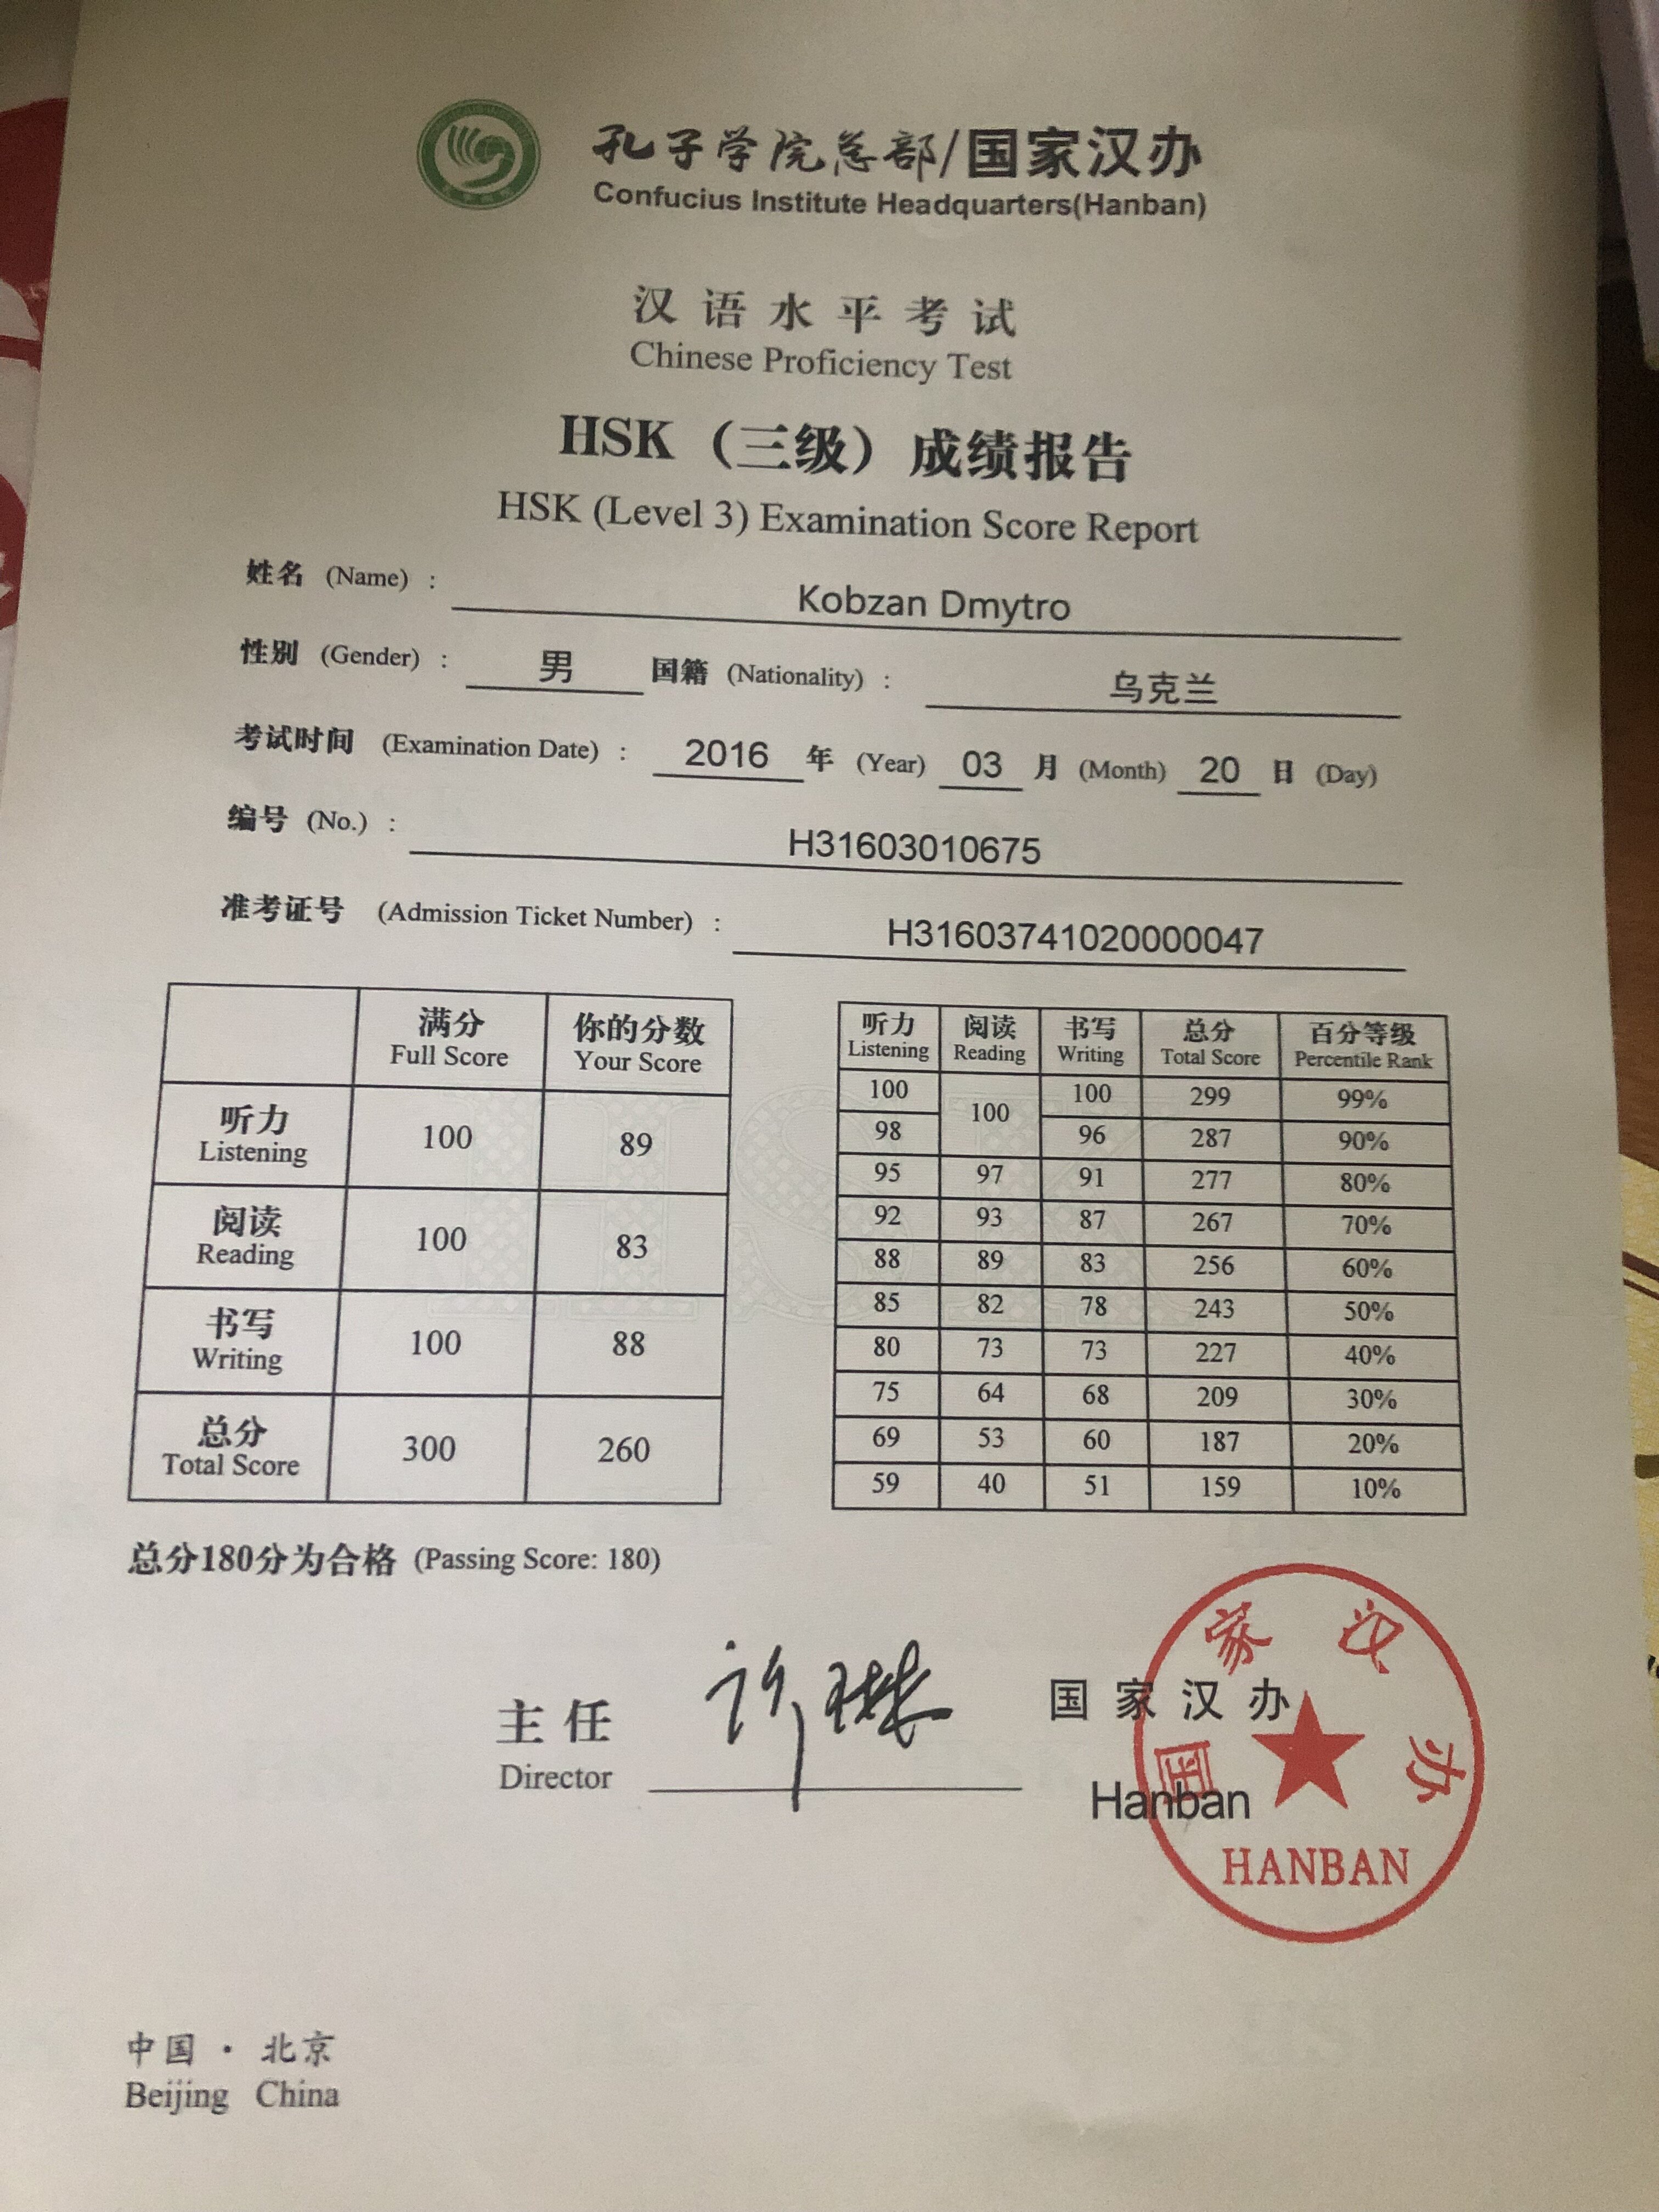 孔子学院总部/国家汉办
Confucius Institute Headquarters(Hanban)
汉语水平考试
Chinese Proficiency Test
HSK（三级）成绩报告
HSK (Level 3) Examination Score Report
姓名 (Name) : Kobzan Dmytro
性别 (Gender) : 男 国籍 (Nationality) : 乌克兰
考试时间 (Examination Date) : 2016 年 (Year) 03 月 (Month) 20 日 (Day)
编号 (No.) : H31603010675
准考证号 (Admission Ticket Number) : H31603741020000047
满分 你的分数
Full Score Your Score
听力
Listening 100 89
阅读
Reading 100 83
书写
Writing 100 88
总分
Total Score 300 260
听力 阅读 书写 总分 百分等级
Listening Reading Writing Total Score Percentile Rank
100 100 100 299 99%
98 96 287 90%
95 97 91 277 80%
92 93 87 267 70%
88 89 83 256 60%
85 82 78 243 50%
80 73 73 227 40%
75 64 68 209 30%
69 53 60 187 20%
59 40 51 159 10%
总分180分为合格 (Passing Score: 180)
主任 许琳
Director
国家汉办
Hanban
国家汉办
HANBAN
中国·北京
Beijing China